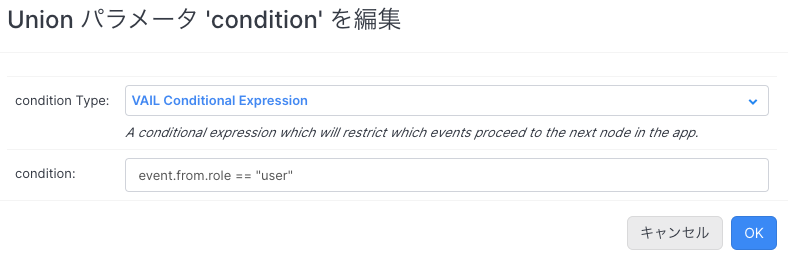 Union パラメータ 'condition' を編集
condition Type:
VAIL Conditional Expression
A conditional expression which will restrict which events proceed to the next node in the app.
condition:
event.from.role == "user"
キャンセル
OK